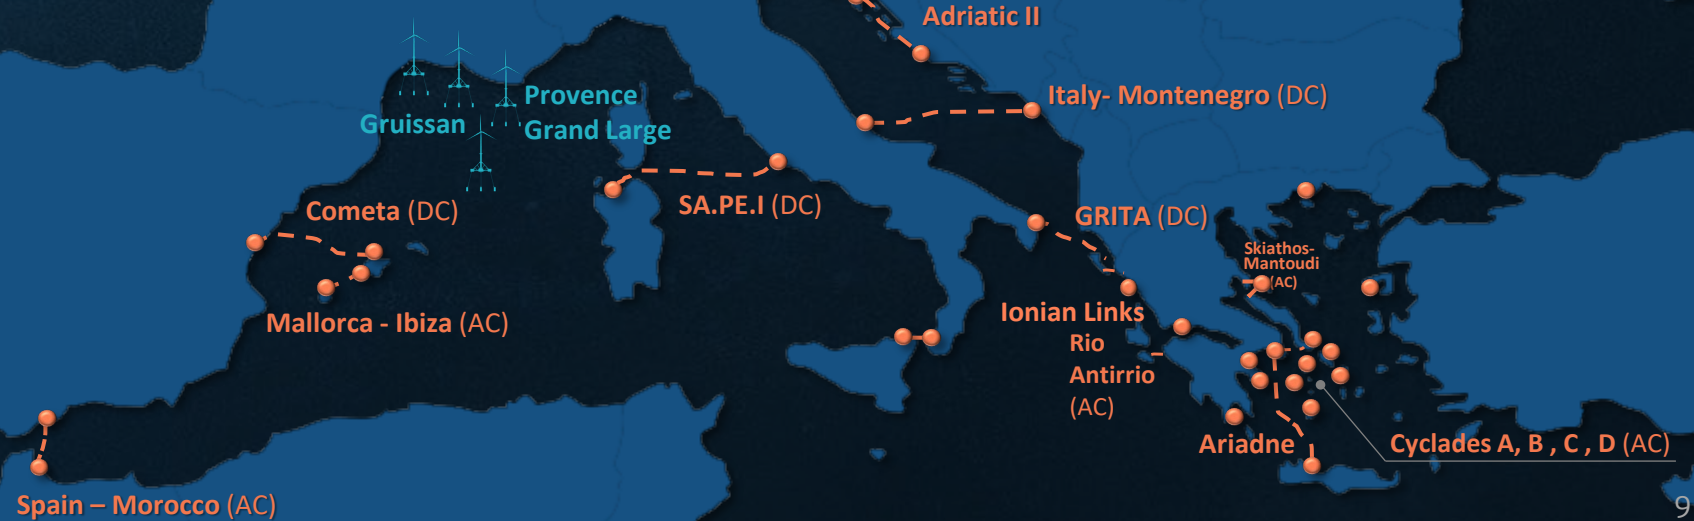 Adriatic II
Provence
Grand Large
Gruissan
Italy- Montenegro (DC)
Cometa (DC)
SA.PE.I (DC)
GRITA (DC)
Skiathos-
Mantoudi
(AC)
Mallorca - Ibiza (AC)
Ionian Links
Rio
Antirrio
(AC)
Ariadne
Cyclades A, B , C , D (AC)
Spain – Morocco (AC)
9